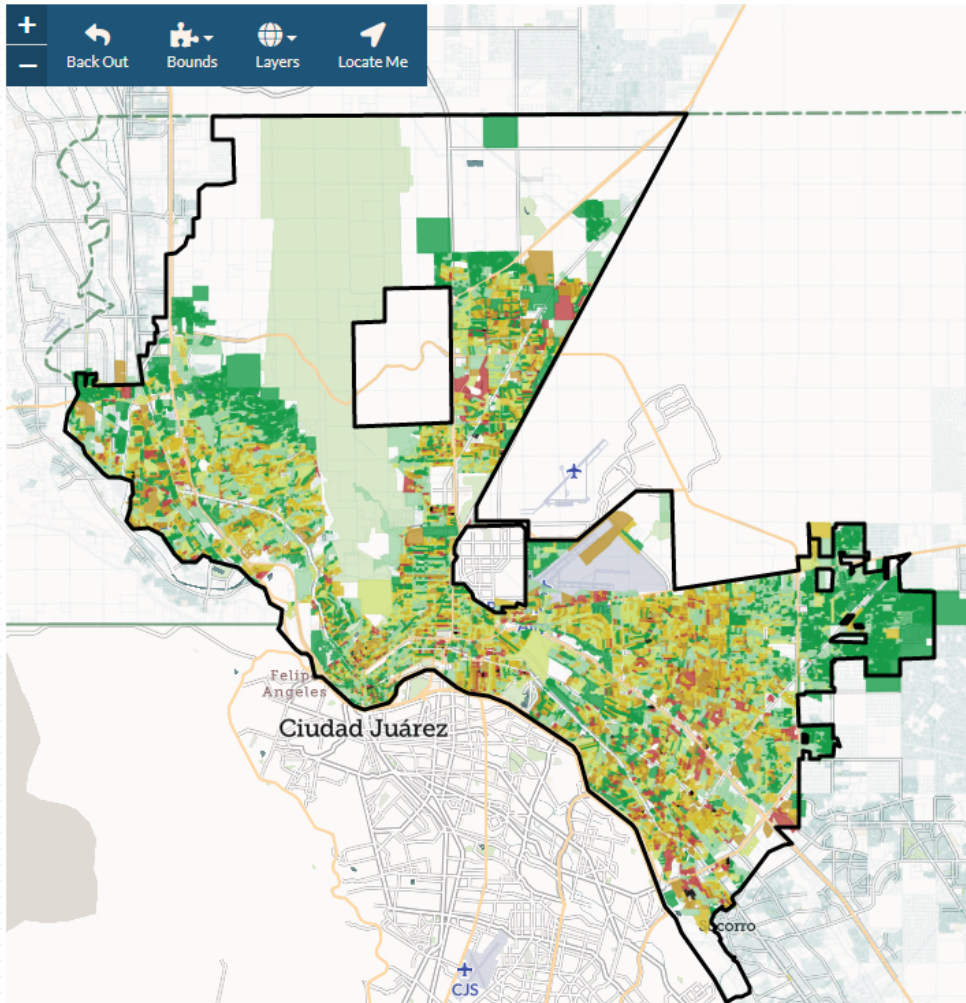 +
−
Back Out
Bounds
Layers
Locate Me
Felipe
Angeles
Ciudad Juárez
Socorro
CJS